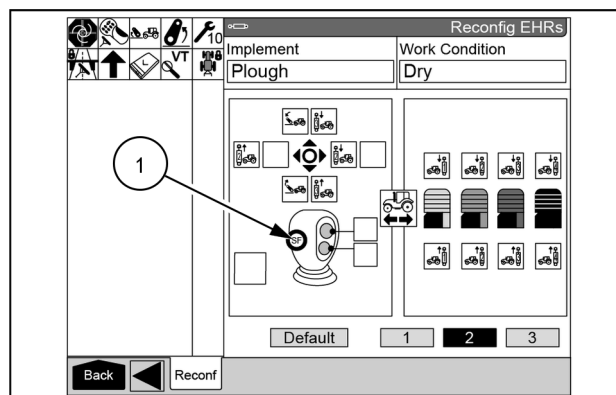 10
VT
Reconfig EHRs
Implement
Work Condition
Plough
Dry
1
SF
Default
1
2
3
Back
Reconf